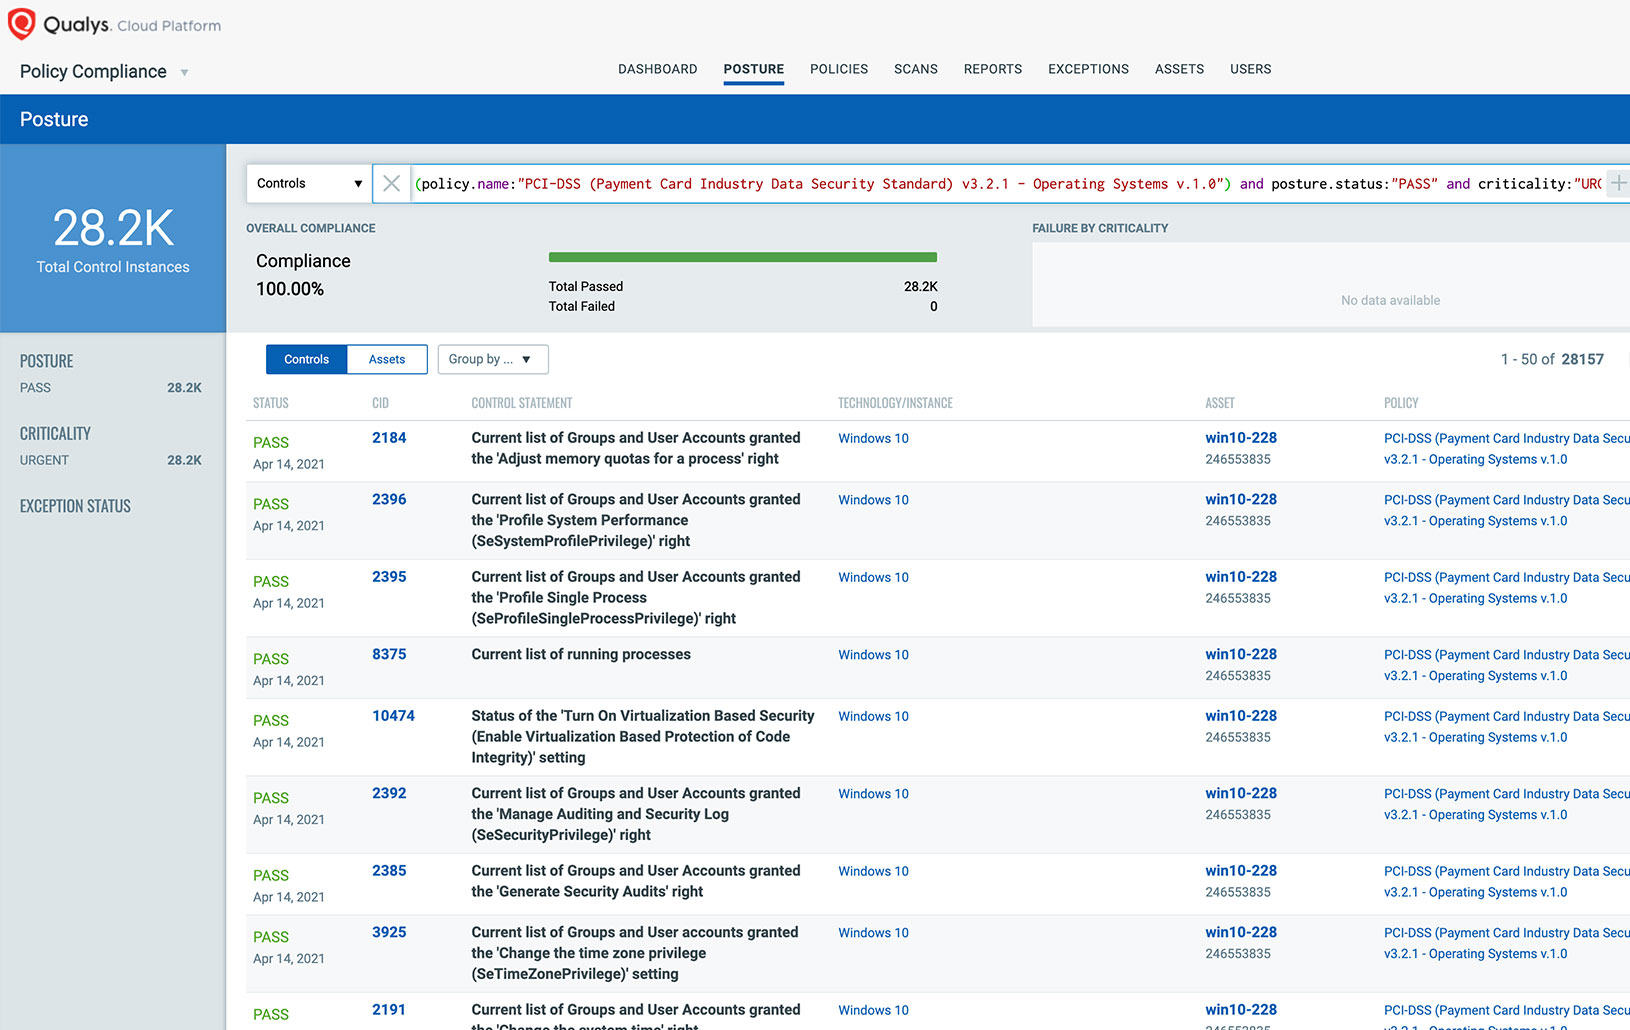 Qualys. Cloud Platform
Policy Compliance
DASHBOARD POSTURE POLICIES SCANS REPORTS EXCEPTIONS ASSETS USERS
Posture
28.2K
Total Control Instances
POSTURE
PASS 28.2K
CRITICALITY
URGENT 28.2K
EXCEPTION STATUS
Controls (policy.name:"PCI-DSS (Payment Card Industry Data Security Standard) v3.2.1 - Operating Systems v.1.0") and posture.status:"PASS" and criticality:"URG
OVERALL COMPLIANCE
Compliance
100.00%
Total Passed 28.2K
Total Failed 0
FAILURE BY CRITICALITY
No data available
Controls Assets Group by ... 1 - 50 of 28157
STATUS CID CONTROL STATEMENT TECHNOLOGY/INSTANCE ASSET POLICY
PASS 2184 Current list of Groups and User Accounts granted Windows 10 win10-228 PCI-DSS (Payment Card Industry Data Secu
Apr 14, 2021 the 'Adjust memory quotas for a process' right 246553835 v3.2.1 - Operating Systems v.1.0
PASS 2396 Current list of Groups and User Accounts granted Windows 10 win10-228 PCI-DSS (Payment Card Industry Data Secu
Apr 14, 2021 the 'Profile System Performance 246553835 v3.2.1 - Operating Systems v.1.0
(SeSystemProfilePrivilege)' right
PASS 2395 Current list of Groups and User Accounts granted Windows 10 win10-228 PCI-DSS (Payment Card Industry Data Secu
Apr 14, 2021 the 'Profile Single Process 246553835 v3.2.1 - Operating Systems v.1.0
(SeProfileSingleProcessPrivilege)' right
PASS 8375 Current list of running processes Windows 10 win10-228 PCI-DSS (Payment Card Industry Data Secu
Apr 14, 2021 246553835 v3.2.1 - Operating Systems v.1.0
PASS 10474 Status of the 'Turn On Virtualization Based Security Windows 10 win10-228 PCI-DSS (Payment Card Industry Data Secu
Apr 14, 2021 (Enable Virtualization Based Protection of Code 246553835 v3.2.1 - Operating Systems v.1.0
Integrity)' setting
PASS 2392 Current list of Groups and User Accounts granted Windows 10 win10-228 PCI-DSS (Payment Card Industry Data Secu
Apr 14, 2021 the 'Manage Auditing and Security Log 246553835 v3.2.1 - Operating Systems v.1.0
(SeSecurityPrivilege)' right
PASS 2385 Current list of Groups and User Accounts granted Windows 10 win10-228 PCI-DSS (Payment Card Industry Data Secu
Apr 14, 2021 the 'Generate Security Audits' right 246553835 v3.2.1 - Operating Systems v.1.0
PASS 3925 Current list of Groups and User accounts granted Windows 10 win10-228 PCI-DSS (Payment Card Industry Data Secu
Apr 14, 2021 the 'Change the time zone privilege 246553835 v3.2.1 - Operating Systems v.1.0
(SeTimeZonePrivilege)' setting
PASS 2191 Current list of Groups and User Accounts granted Windows 10 win10-228 PCI-DSS (Payment Card Industry Data Secu
the 'Change the system time' right 246553835 v3.2.1 - Operating Systems v.1.0